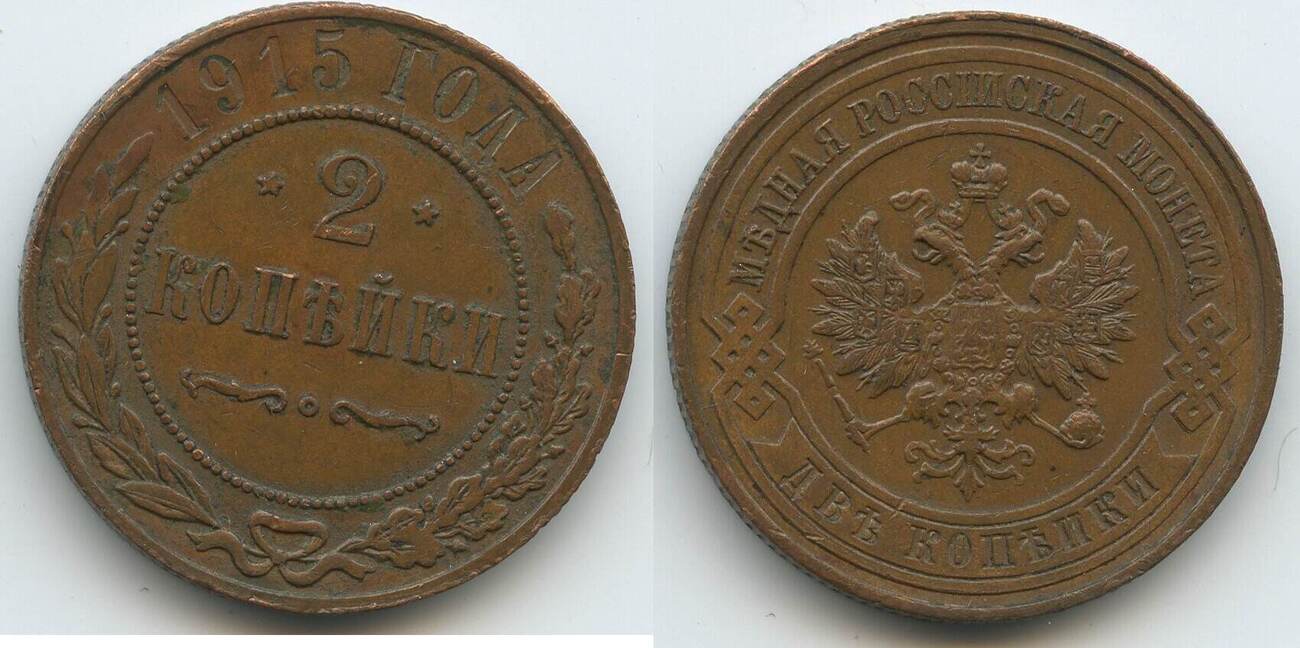 1915 ГОДА
2
КОПѢЙКИ
МѢДНАЯ РОССІЙСКАЯ МОНЕТА
ДВѢ КОПѢЙКИ